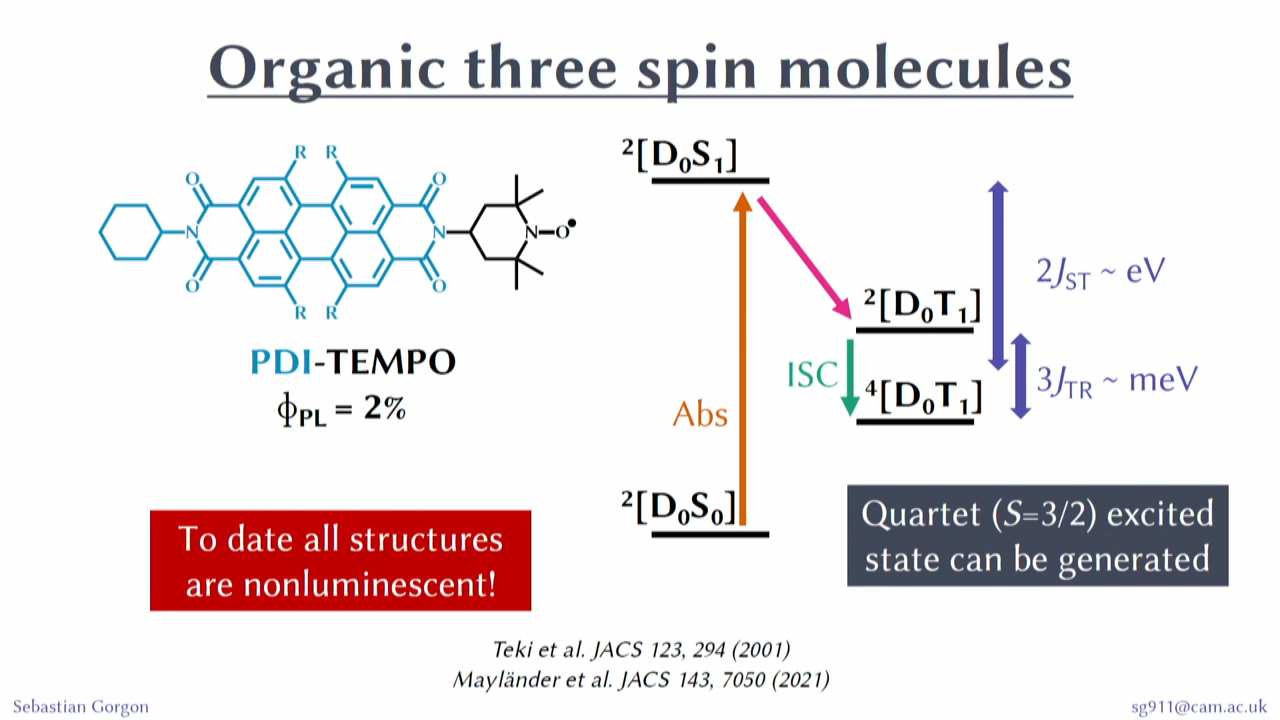 Organic three spin molecules
R R
O O
N N N–O•
O O
R R
PDI-TEMPO
ϕPL = 2%
To date all structures
are nonluminescent!
²[D₀S₁]
²[D₀T₁]
ISC
⁴[D₀T₁]
Abs
²[D₀S₀]
2JST ~ eV
3JTR ~ meV
Quartet (S=3/2) excited
state can be generated
Teki et al. JACS 123, 294 (2001)
Mayländer et al. JACS 143, 7050 (2021)
Sebastian Gorgon
sg911@cam.ac.uk